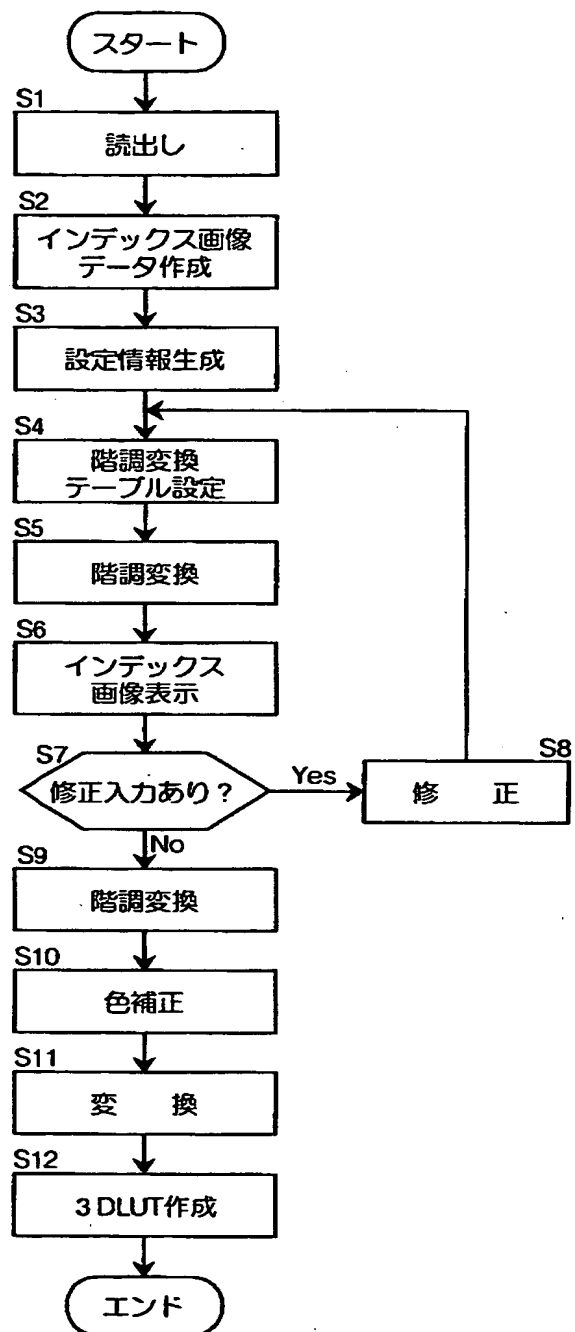 スタート
S1
読出し
S2
インデックス画像
データ作成
S3
設定情報生成
S4
階調変換
テーブル設定
S5
階調変換
S6
インデックス
画像表示
S7
修正入力あり？
Yes
S8
修 正
No
S9
階調変換
S10
色補正
S11
変 換
S12
3DLUT作成
エンド